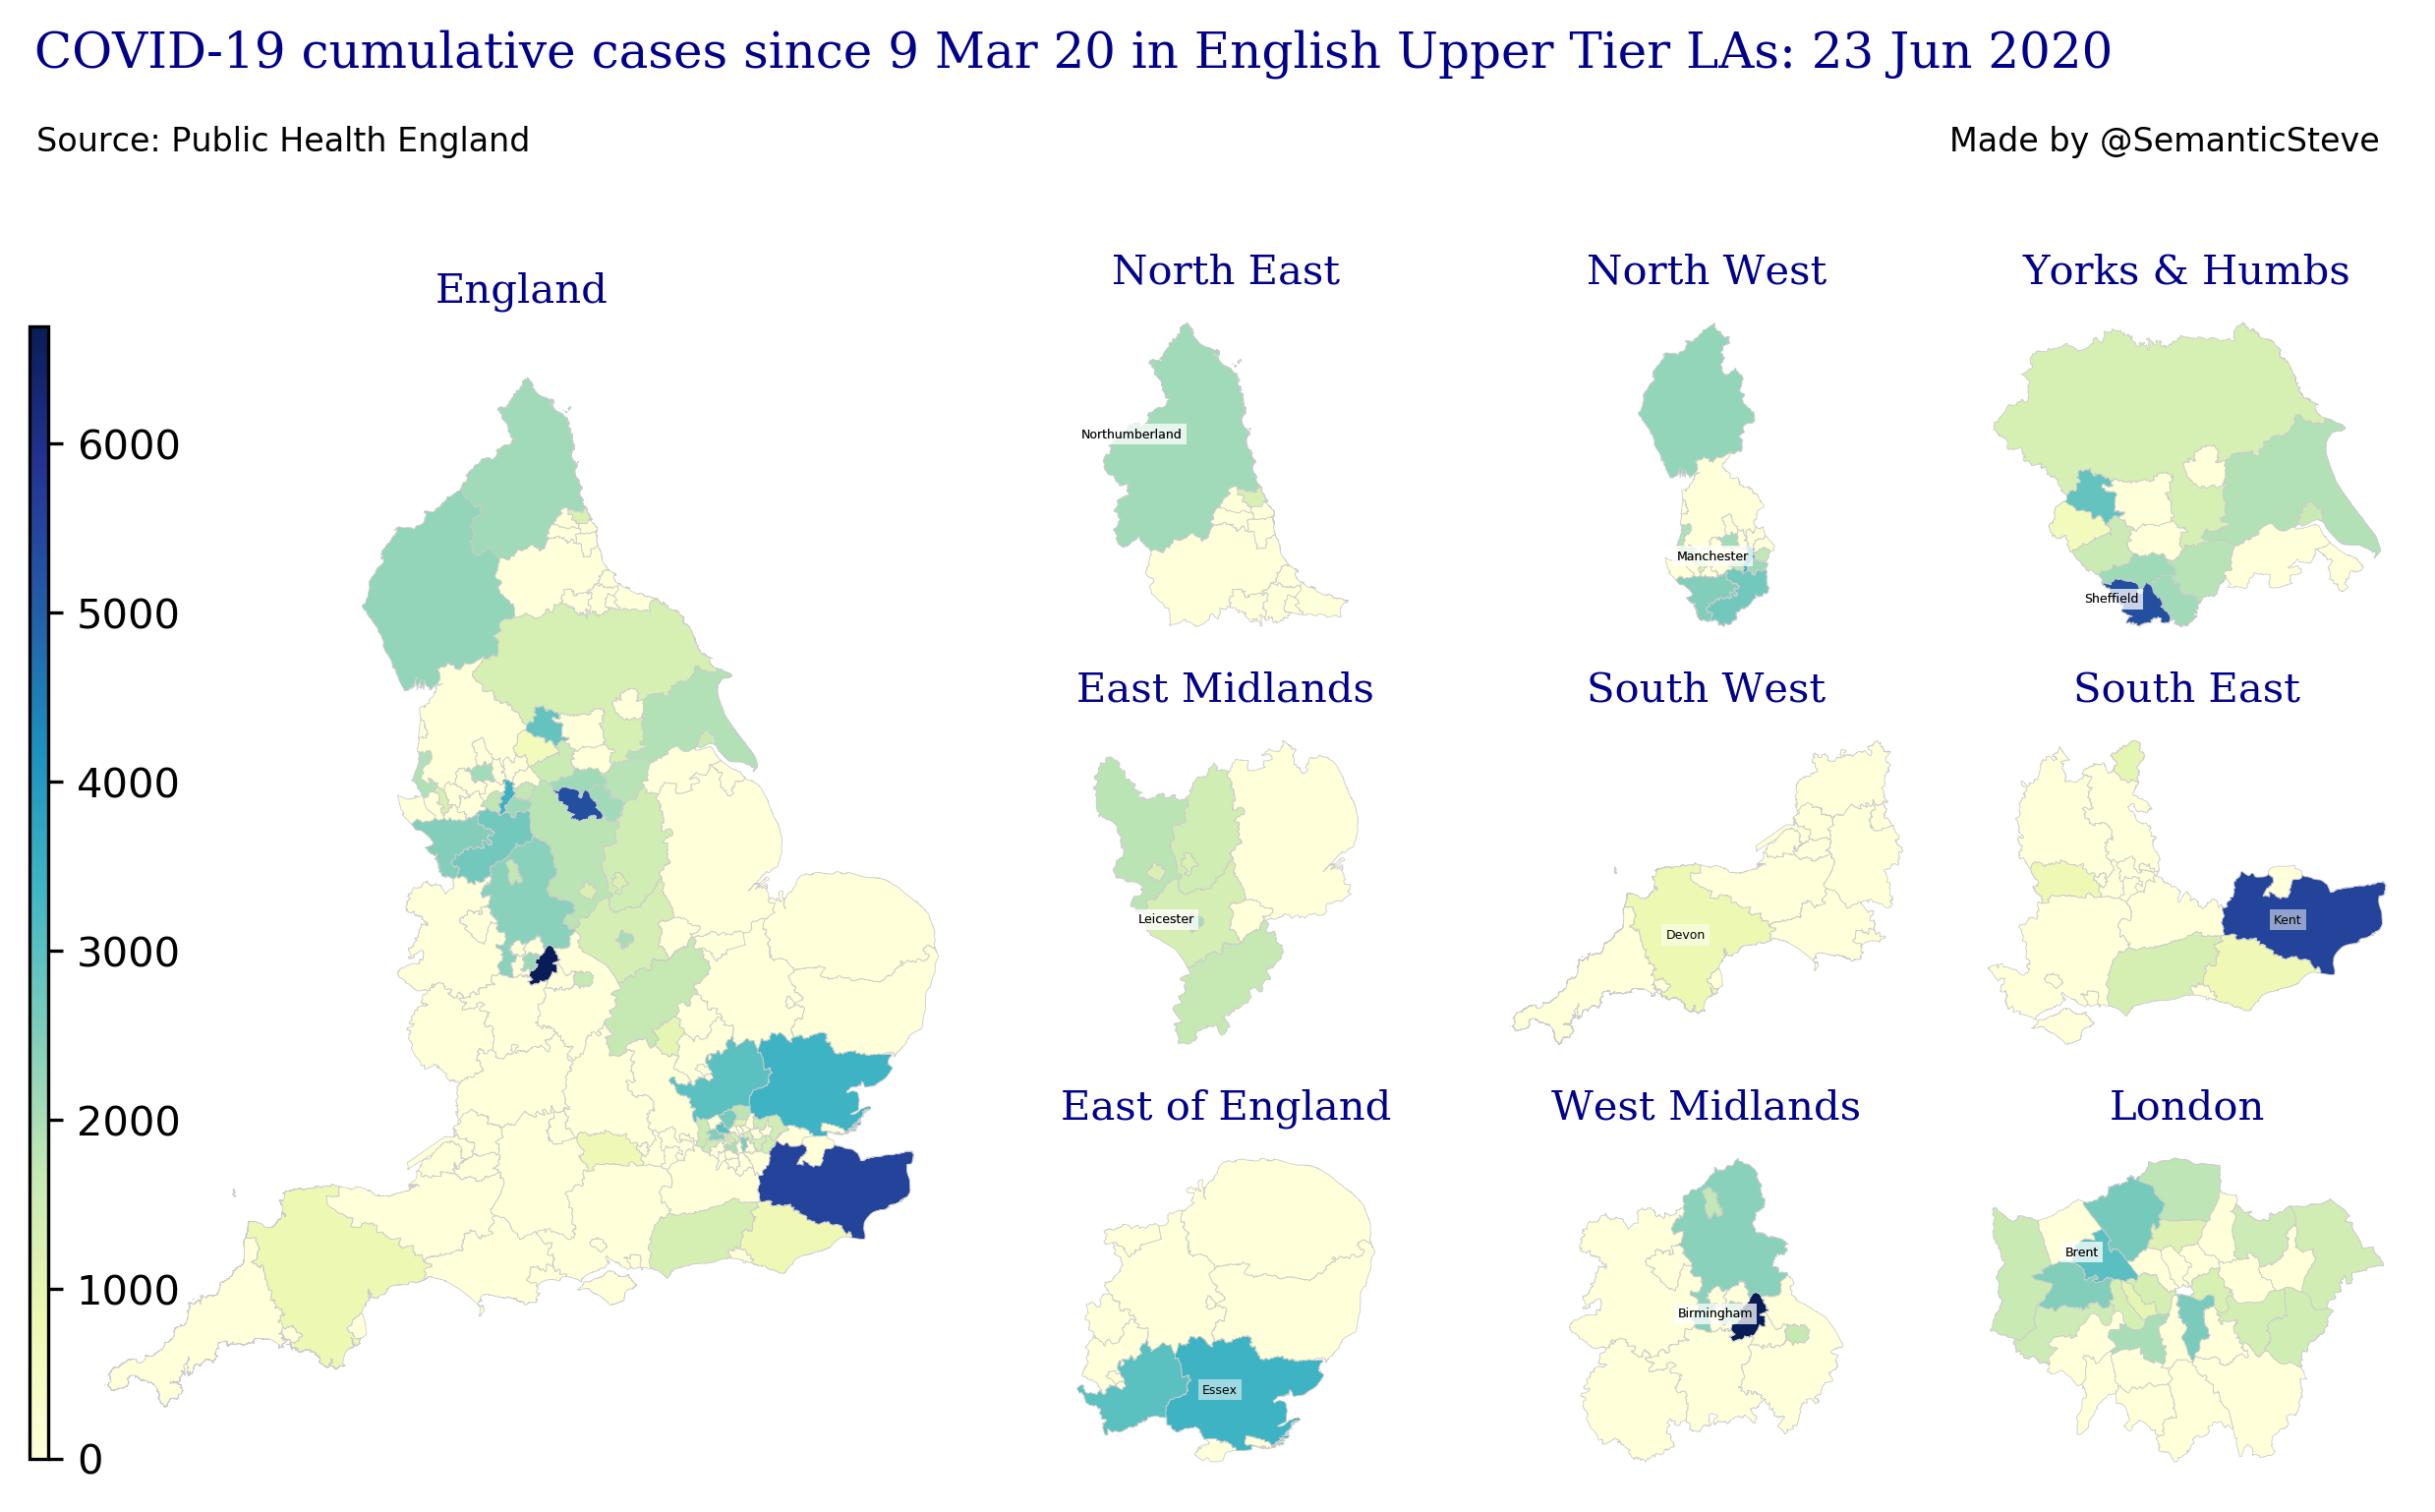 COVID-19 cumulative cases since 9 Mar 20 in English Upper Tier LAs: 23 Jun 2020
Source: Public Health England
Made by @SemanticSteve
England
6000
5000
4000
3000
2000
1000
0
North East
Northumberland
North West
Manchester
Yorks & Humbs
Sheffield
East Midlands
Leicester
South West
Devon
South East
Kent
East of England
Essex
West Midlands
Birmingham
London
Brent